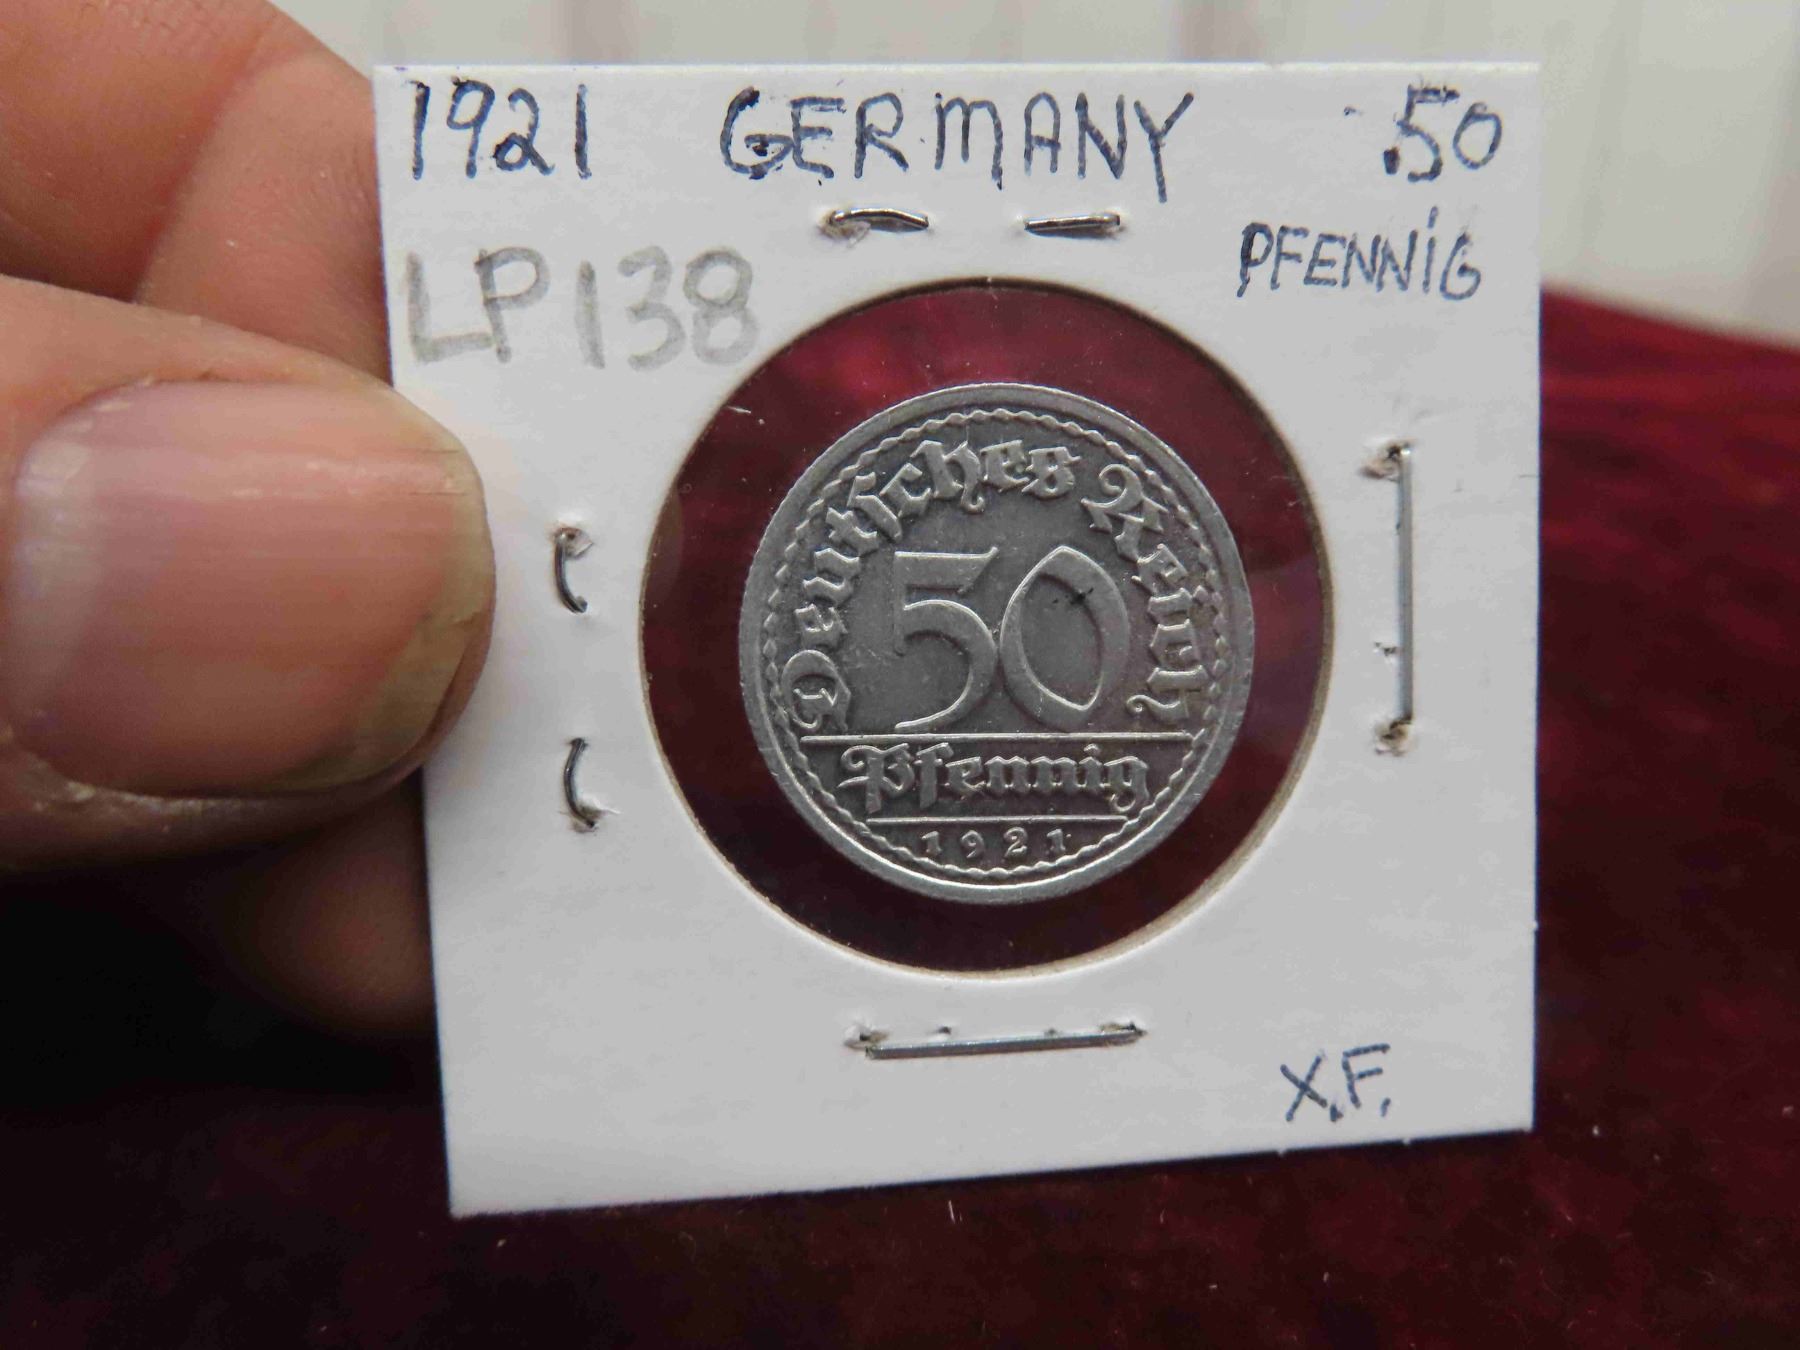 1921 GERMANY .50
PFENNIG
LP138
Deutsches Reich
50
Pfennig
1921
X.F.